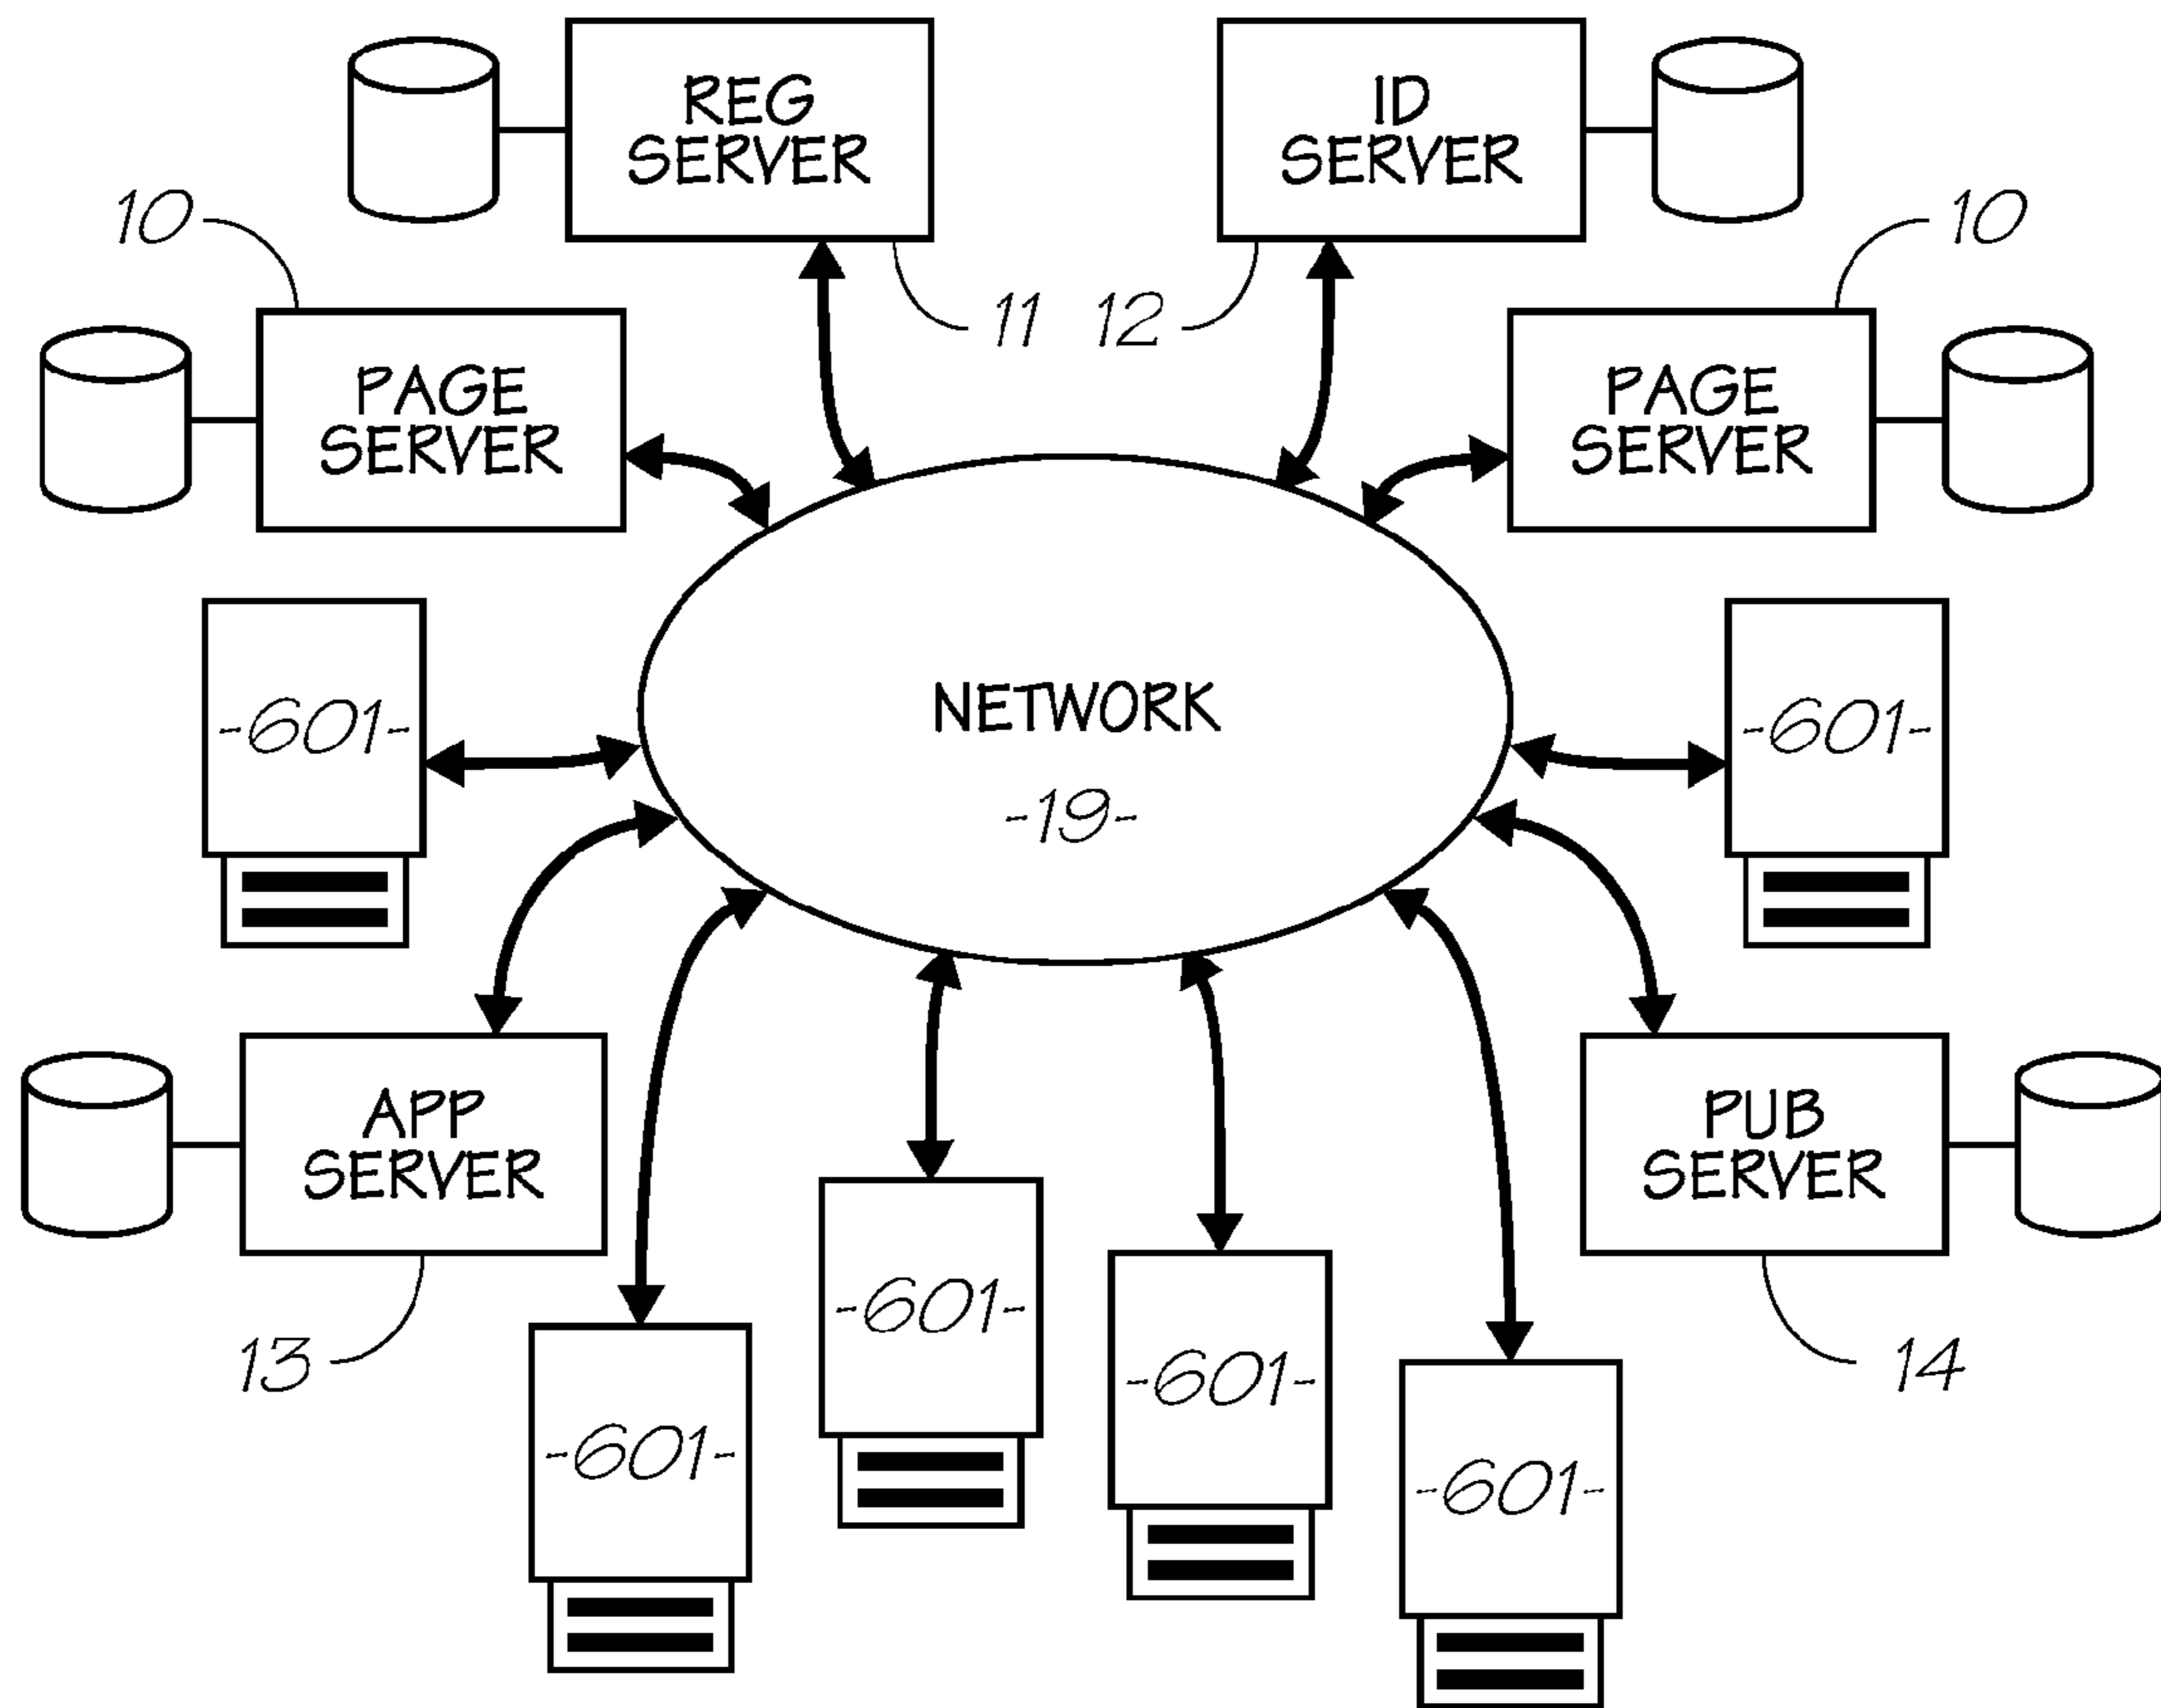 REG
SERVER
ID
SERVER
10
10
11
12
PAGE
SERVER
PAGE
SERVER
-601-
NETWORK
-19-
-601-
APP
SERVER
PUB
SERVER
13
-601-
-601-
-601-
-601-
14